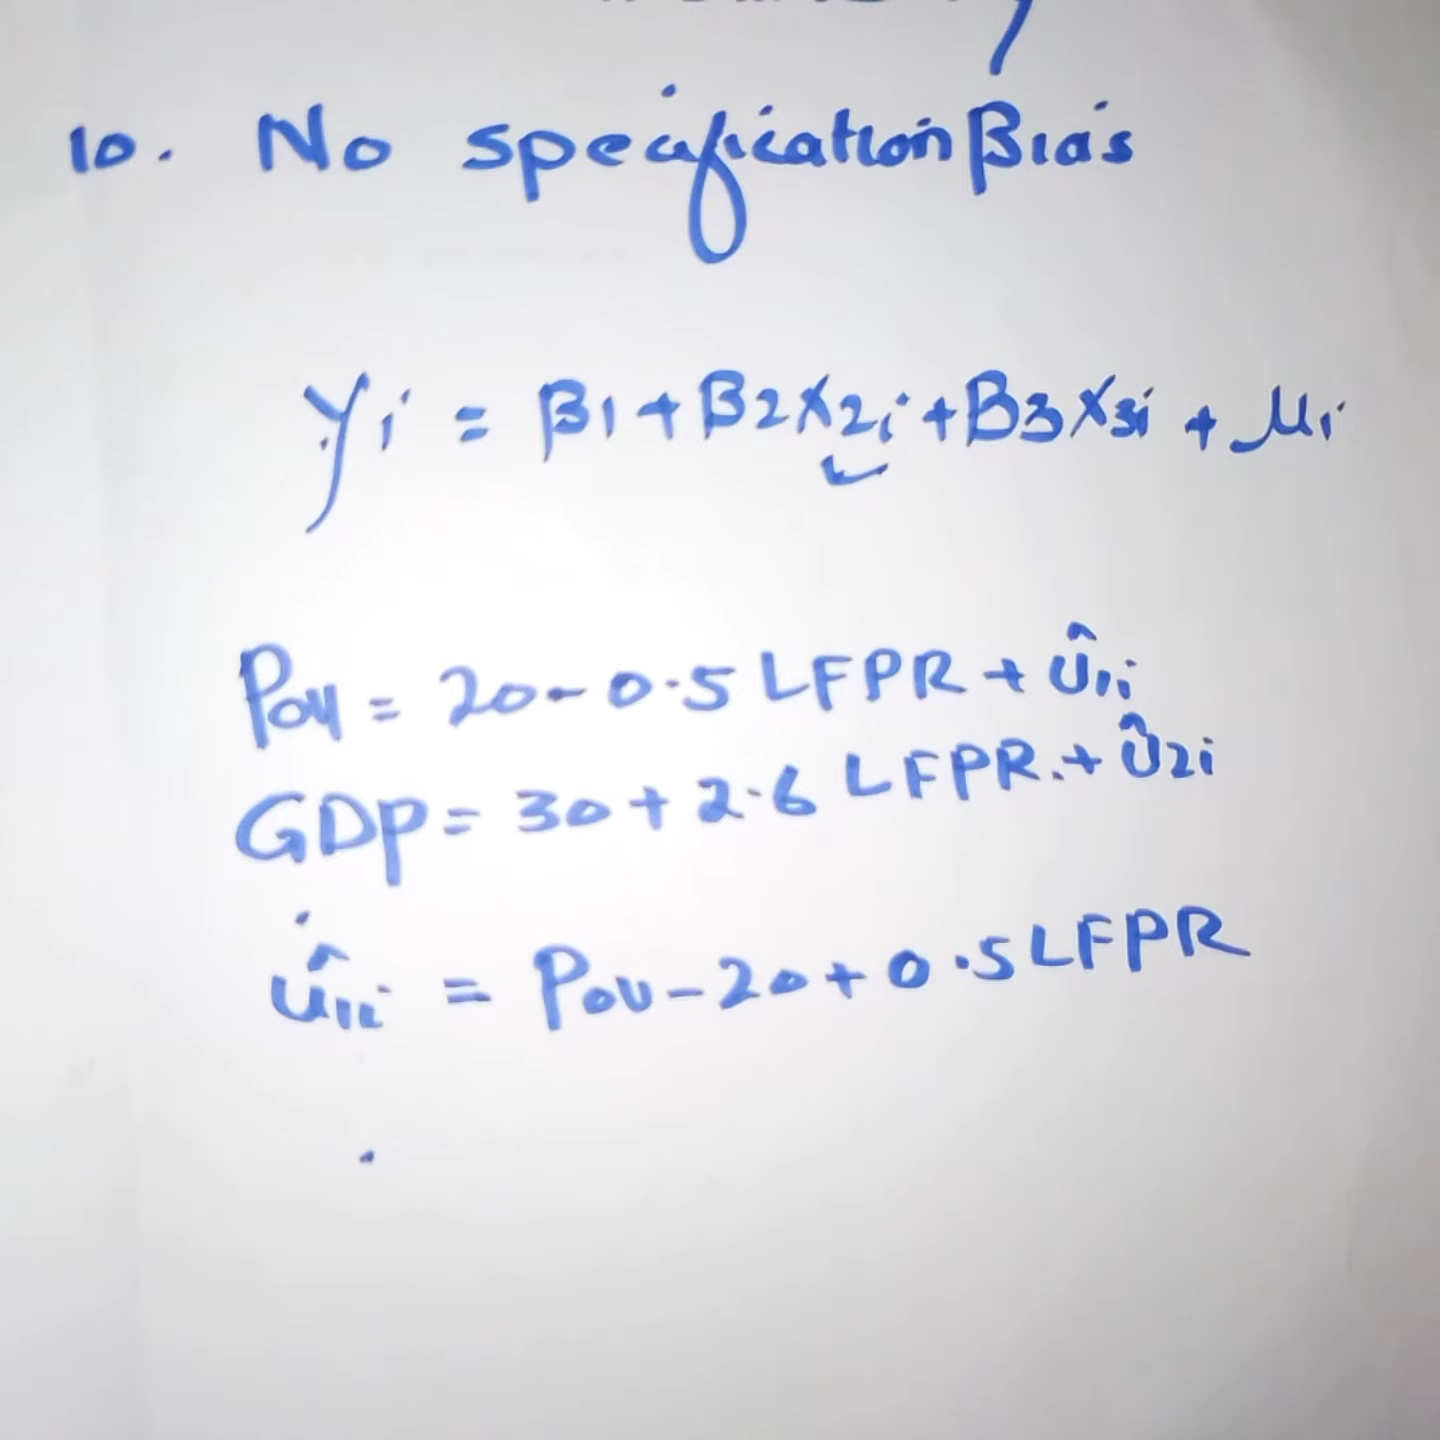 10. No specification Bias
Yi = β1 + β2X2i + β3X3i + μi
Pov = 20 - 0.5 LFPR + û1i
GDP = 30 + 2.6 LFPR. + û2i
û1i = Pov - 20 + 0.5 LFPR